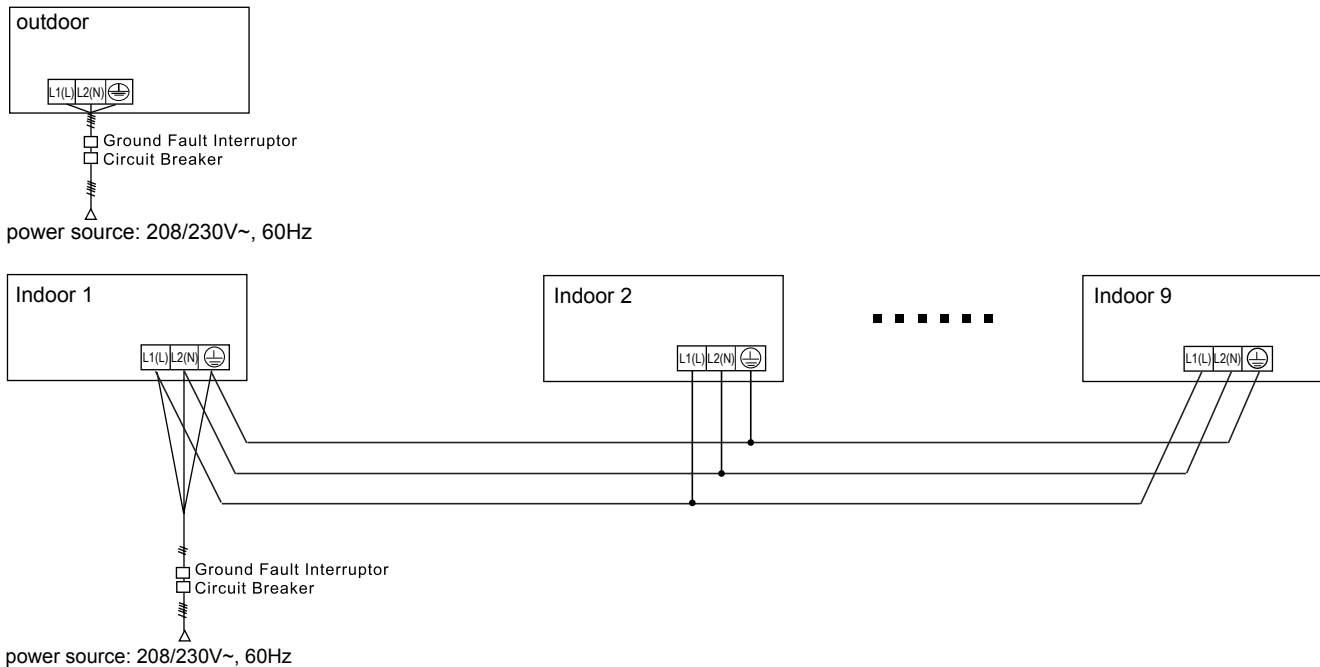 outdoor
L1(L) L2(N)
Ground Fault Interruptor
Circuit Breaker
power source: 208/230V~, 60Hz
Indoor 1
L1(L) L2(N)
Indoor 2
L1(L) L2(N)
Indoor 9
L1(L) L2(N)
Ground Fault Interruptor
Circuit Breaker
power source: 208/230V~, 60Hz